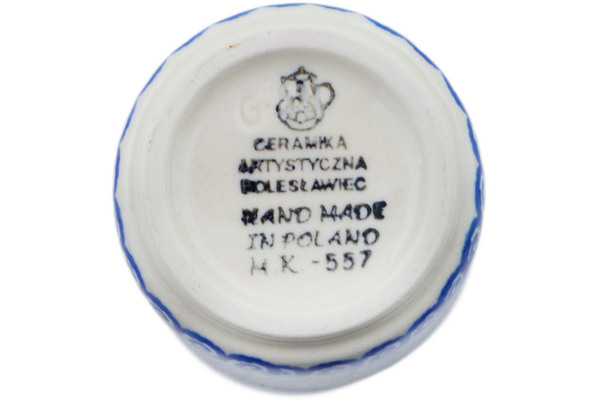 CERAMIKA
ARTYSTYCZNA
BOLESŁAWIEC
HAND MADE
IN POLAND
M.K. -557